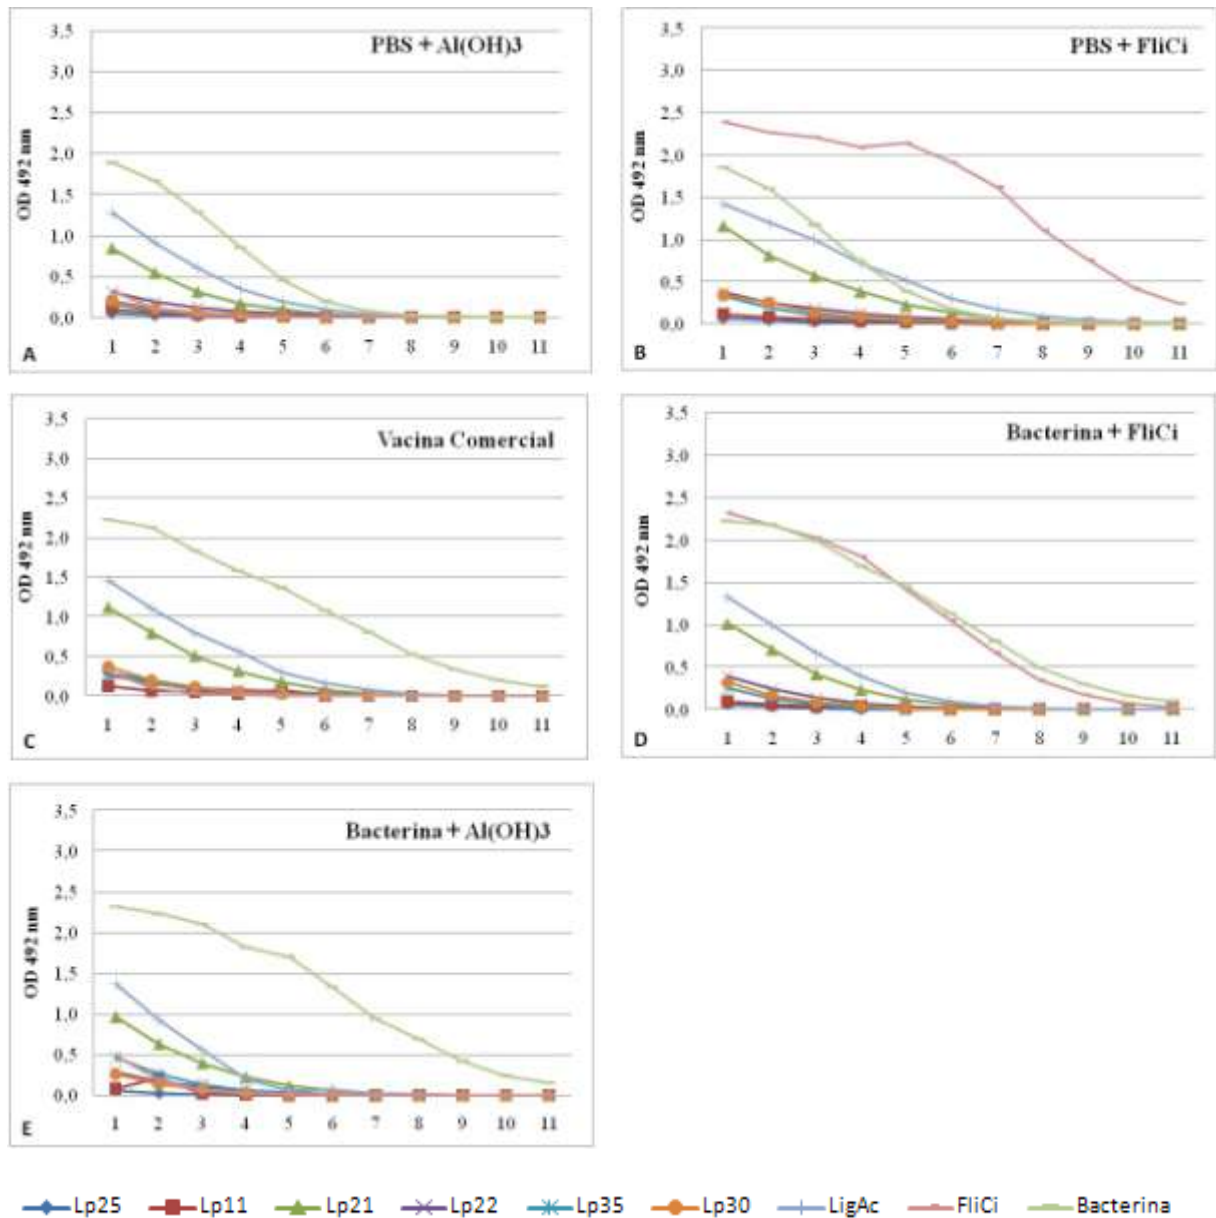 PBS + Al(OH)3
OD 492 nm
3,5
3,0
2,5
2,0
1,5
1,0
0,5
0,0
1 2 3 4 5 6 7 8 9 10 11
A
PBS + FliCi
OD 492 nm
3,5
3,0
2,5
2,0
1,5
1,0
0,5
0,0
1 2 3 4 5 6 7 8 9 10 11
B
Vacina Comercial
OD 492 nm
3,5
3,0
2,5
2,0
1,5
1,0
0,5
0,0
1 2 3 4 5 6 7 8 9 10 11
C
Bacterina + FliCi
OD 492 nm
3,5
3,0
2,5
2,0
1,5
1,0
0,5
0,0
1 2 3 4 5 6 7 8 9 10 11
D
Bacterina + Al(OH)3
OD 492 nm
3,5
3,0
2,5
2,0
1,5
1,0
0,5
0,0
1 2 3 4 5 6 7 8 9 10 11
E
Lp25 Lp11 Lp21 Lp22 Lp35 Lp30 LigAc FliCi Bacterina